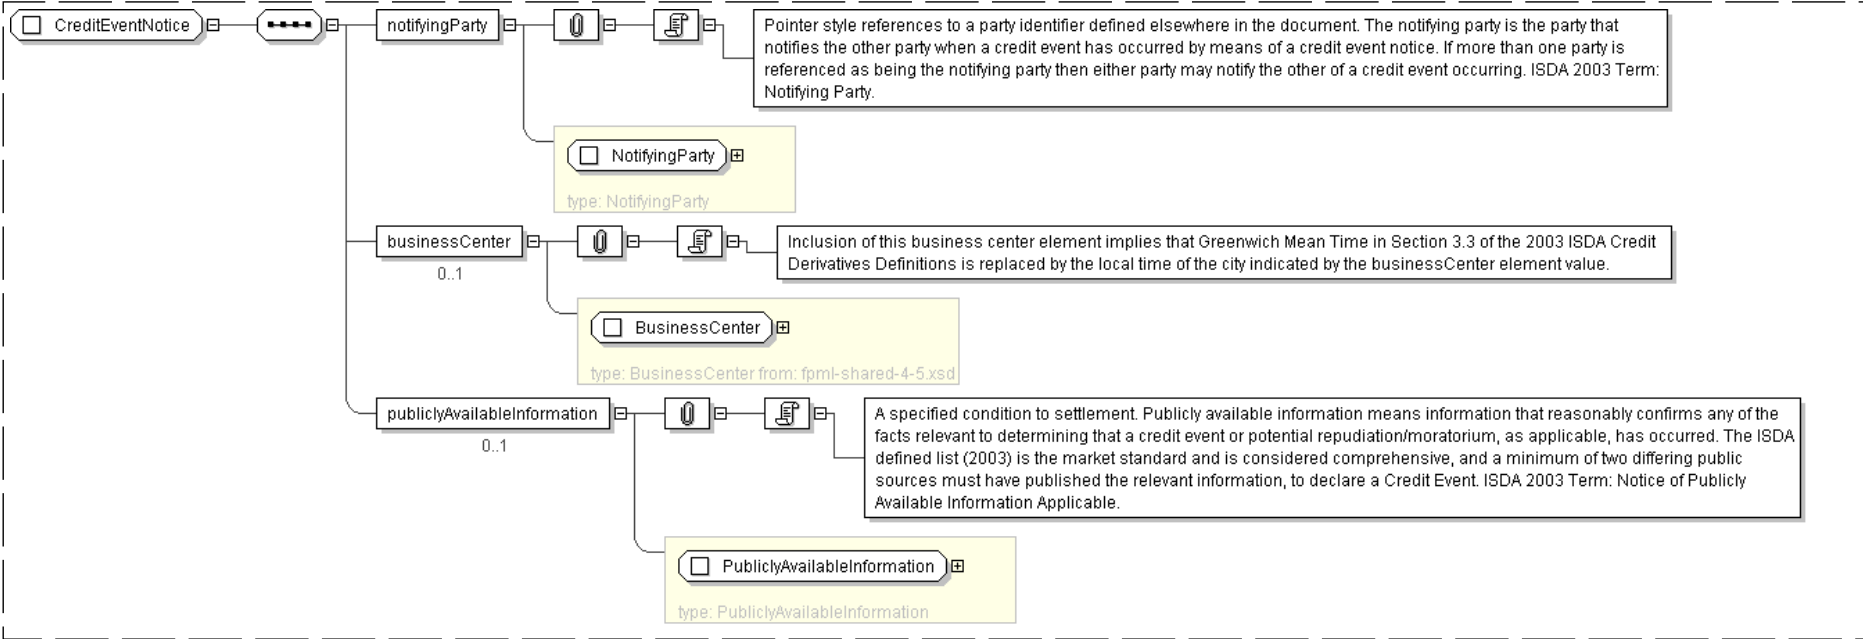 CreditEventNotice
notifyingParty
Pointer style references to a party identifier defined elsewhere in the document. The notifying party is the party that
notifies the other party when a credit event has occurred by means of a credit event notice. If more than one party is
referenced as being the notifying party then either party may notify the other of a credit event occurring. ISDA 2003 Term:
Notifying Party.
NotifyingParty
type: NotifyingParty
businessCenter
0..1
Inclusion of this business center element implies that Greenwich Mean Time in Section 3.3 of the 2003 ISDA Credit
Derivatives Definitions is replaced by the local time of the city indicated by the businessCenter element value.
BusinessCenter
type: BusinessCenter from: fpml-shared-4-5.xsd
publiclyAvailableInformation
0..1
A specified condition to settlement. Publicly available information means information that reasonably confirms any of the
facts relevant to determining that a credit event or potential repudiation/moratorium, as applicable, has occurred. The ISDA
defined list (2003) is the market standard and is considered comprehensive, and a minimum of two differing public
sources must have published the relevant information, to declare a Credit Event. ISDA 2003 Term: Notice of Publicly
Available Information Applicable.
PubliclyAvailableInformation
type: PubliclyAvailableInformation